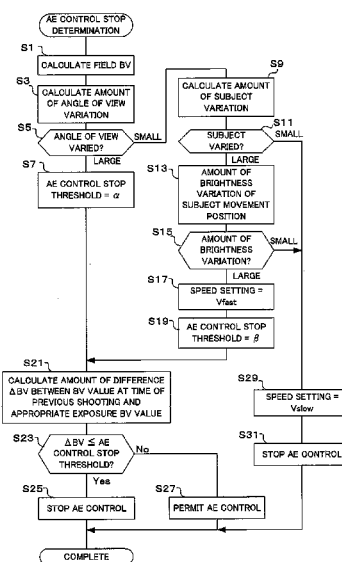 AE CONTROL STOP
DETERMINATION
S1
CALCULATE FIELD BV
S3
CALCULATE AMOUNT
OF ANGLE OF VIEW
VARIATION
S5
ANGLE OF VIEW
VARIED?
SMALL
LARGE
S7
AE CONTROL STOP
THRESHOLD = α
S9
CALCULATE AMOUNT
OF SUBJECT
VARIATION
S11
SUBJECT
VARIED?
SMALL
LARGE
S13
AMOUNT OF
BRIGHTNESS
VARIATION OF
SUBJECT MOVEMENT
POSITION
S15
AMOUNT OF
BRIGHTNESS
VARIATION?
SMALL
LARGE
S17
SPEED SETTING =
Vfast
S19
AE CONTROL STOP
THRESHOLD = β
S21
CALCULATE AMOUNT OF DIFFERENCE
ΔBV BETWEEN BV VALUE AT TIME OF
PREVIOUS SHOOTING AND
APPROPRIATE EXPOSURE BV VALUE
S23
ΔBV ≤ AE
CONTROL STOP
THRESHOLD?
No
Yes
S25
STOP AE CONTROL
S27
PERMIT AE CONTROL
S29
SPEED SETTING =
Vslow
S31
STOP AE CONTROL
COMPLETE